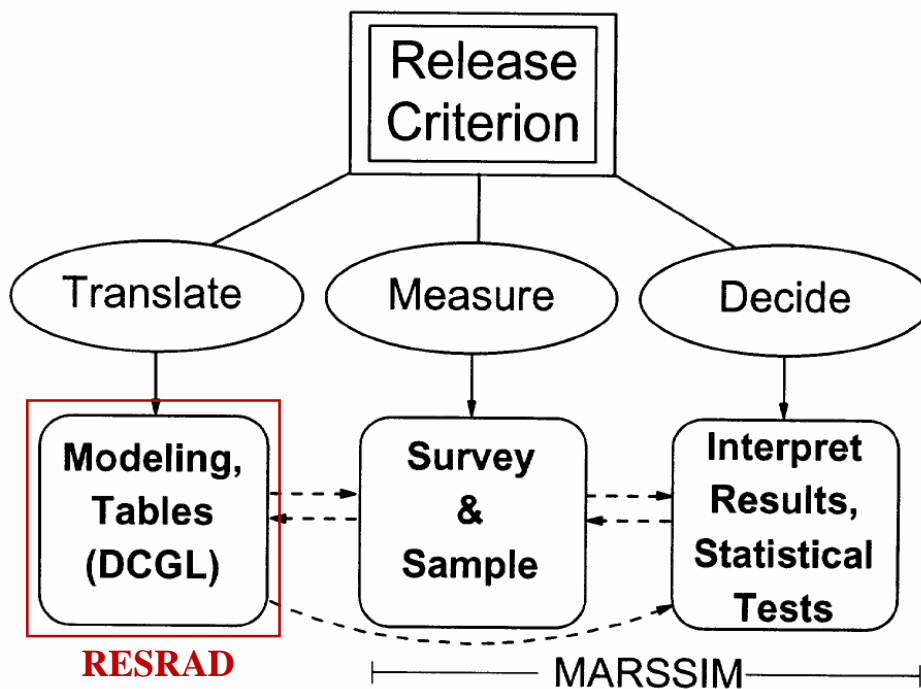 Release
Criterion
Translate
Measure
Decide
Modeling,
Tables
(DCGL)
Survey
&
Sample
Interpret
Results,
Statistical
Tests
RESRAD
MARSSIM